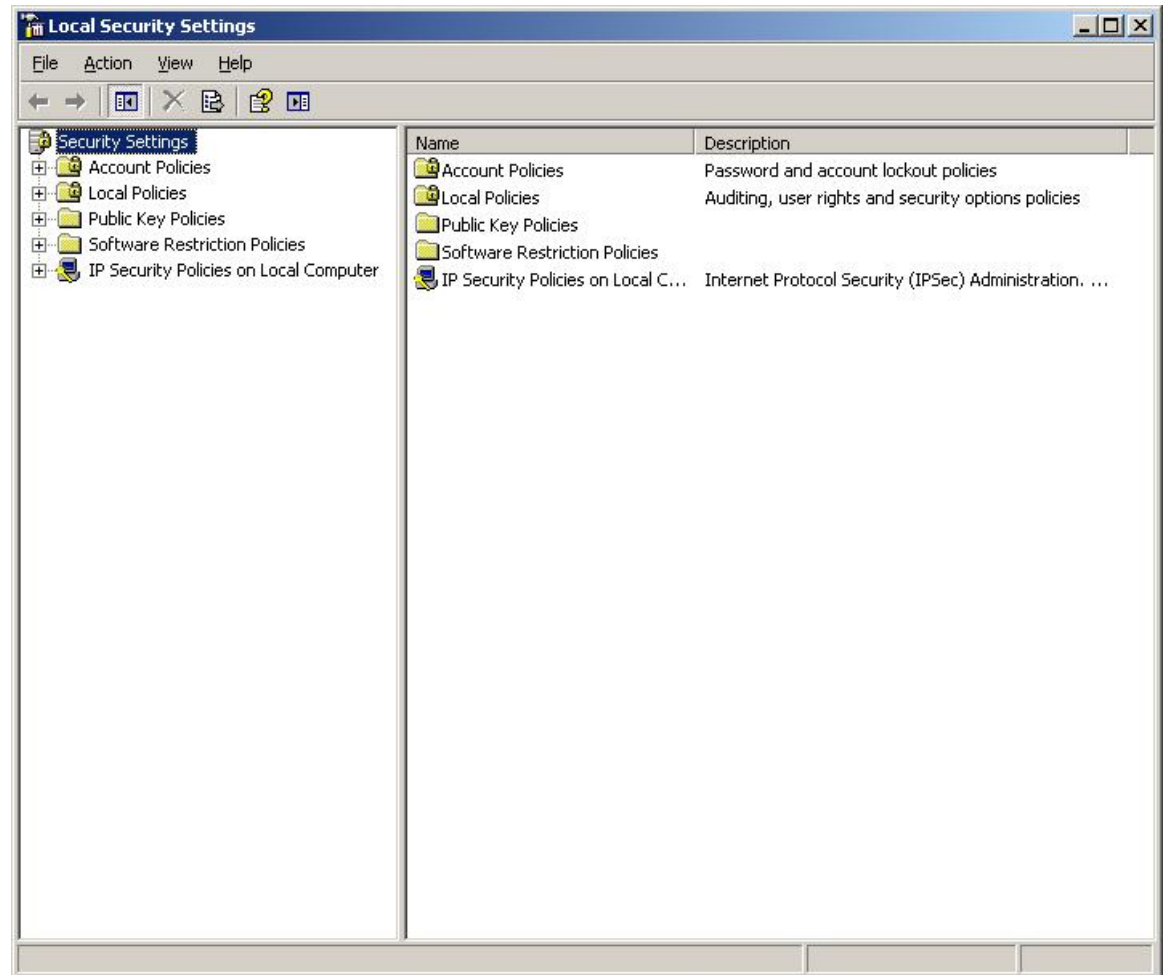 Local Security Settings
File Action View Help
Security Settings
Account Policies
Local Policies
Public Key Policies
Software Restriction Policies
IP Security Policies on Local Computer
Name Description
Account Policies Password and account lockout policies
Local Policies Auditing, user rights and security options policies
Public Key Policies
Software Restriction Policies
IP Security Policies on Local C... Internet Protocol Security (IPSec) Administration. ...